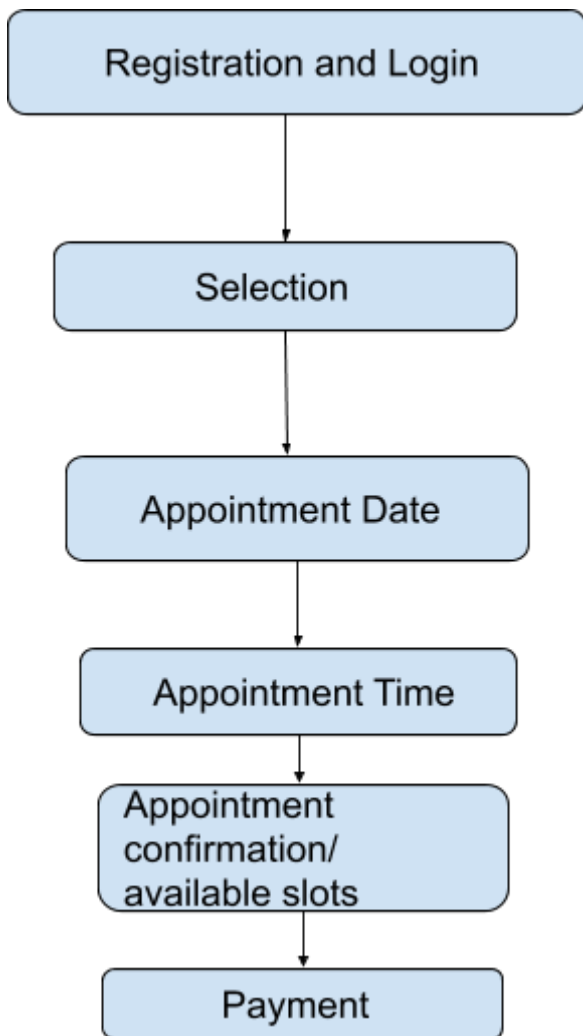 Registration and Login
Selection
Appointment Date
Appointment Time
Appointment
confirmation/
available slots
Payment